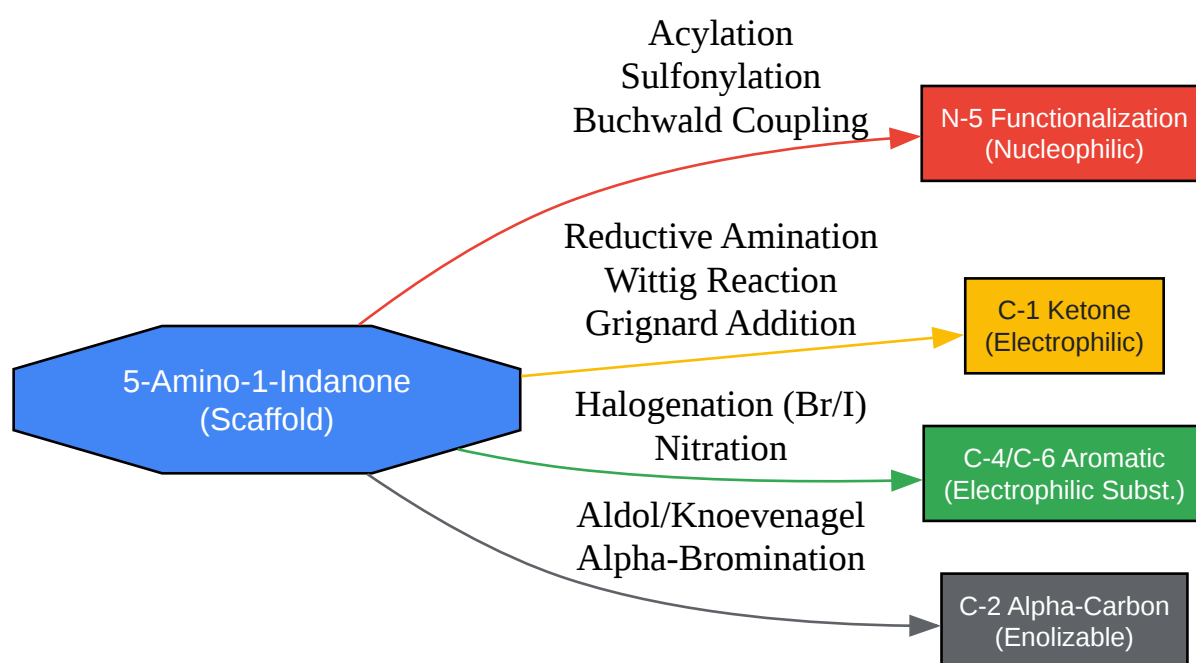 Acylation
Sulfonylation
Buchwald Coupling
N-5 Functionalization
(Nucleophilic)
Reductive Amination
Wittig Reaction
Grignard Addition
C-1 Ketone
(Electrophilic)
5-Amino-1-Indanone
(Scaffold)
Halogenation (Br/I)
Nitration
C-4/C-6 Aromatic
(Electrophilic Subst.)
Aldol/Knoevenagel
Alpha-Bromination
C-2 Alpha-Carbon
(Enolizable)